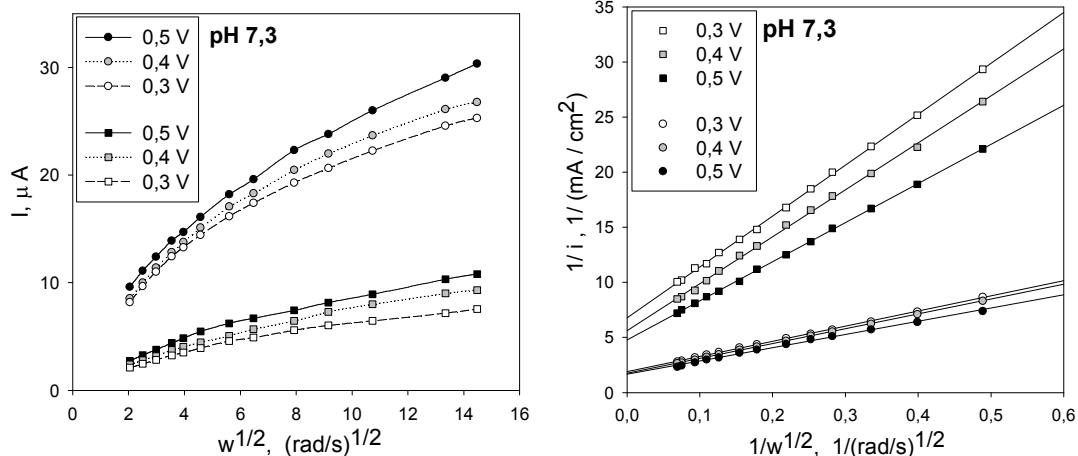 pH 7,3
0,5 V
0,4 V
0,3 V
0,5 V
0,4 V
0,3 V
I, μ A
30
20
10
0
0 2 4 6 8 10 12 14 16
w1/2, (rad/s)1/2
pH 7,3
0,3 V
0,4 V
0,5 V
0,3 V
0,4 V
0,5 V
1/ i , 1/ (mA / cm2)
35
30
25
20
15
10
5
0
0,0 0,1 0,2 0,3 0,4 0,5 0,6
1/w1/2, 1/(rad/s)1/2